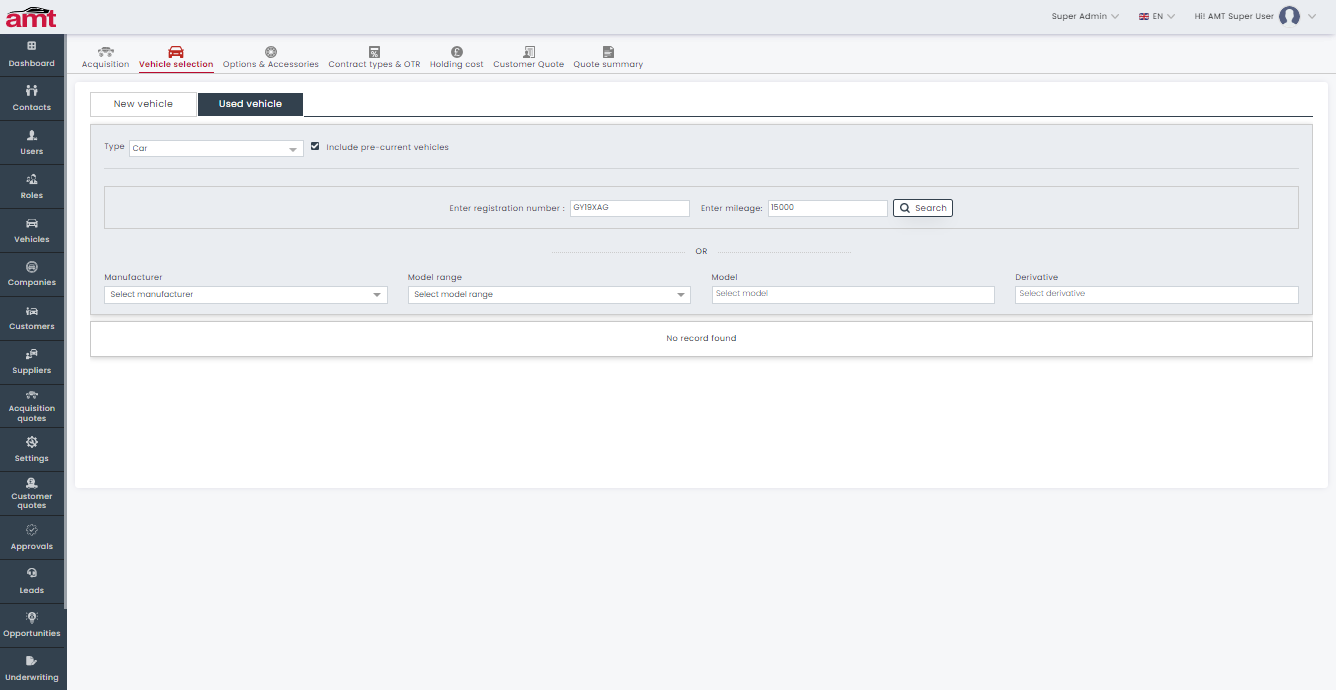 amt
Super Admin
EN
Hi! AMT Super User
Dashboard
Contacts
Users
Roles
Vehicles
Companies
Customers
Suppliers
Acquisition
quotes
Settings
Customer
quotes
Approvals
Leads
Opportunities
Underwriting
Acquisition
Vehicle selection
Options & Accessories
Contract types & OTR
Holding cost
Customer Quote
Quote summary
New vehicle
Used vehicle
Type
Car
Include pre-current vehicles
Enter registration number :
GY19XAG
Enter mileage:
15000
Search
OR
Manufacturer
Select manufacturer
Model range
Select model range
Model
Select model
Derivative
Select derivative
No record found